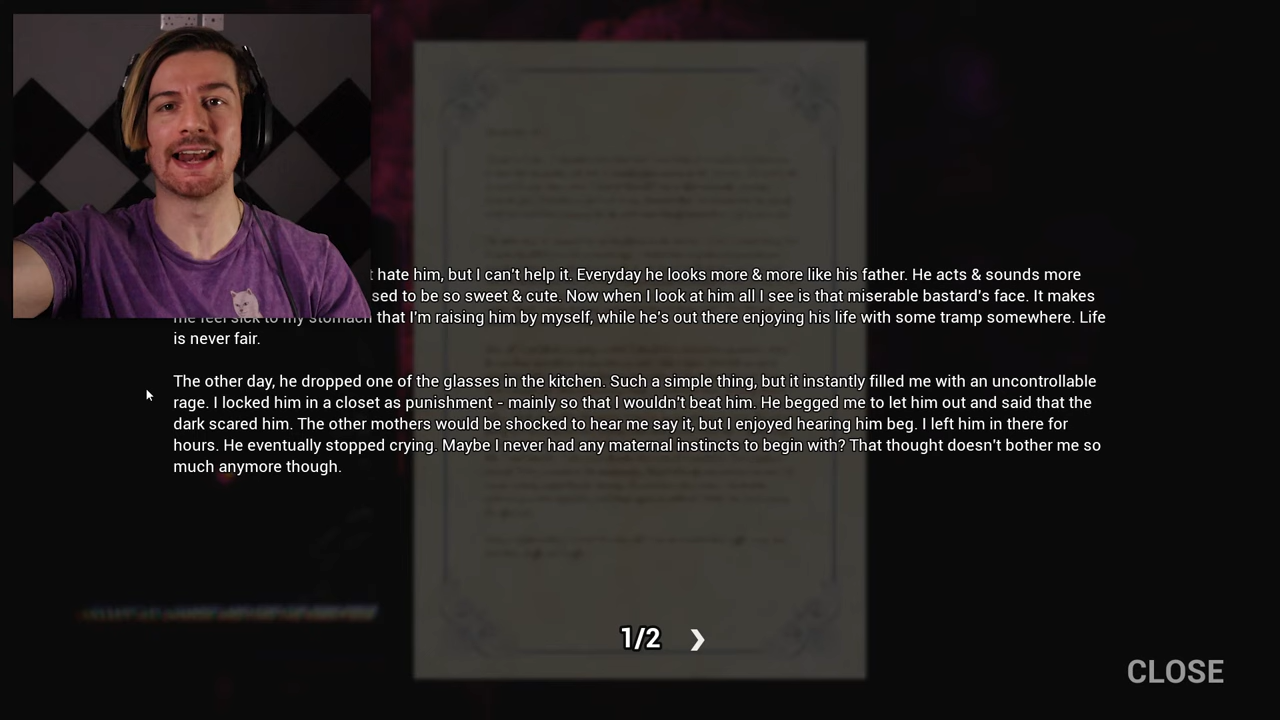 hate him, but I can't help it. Everyday he looks more & more like his father. He acts & sounds more
sed to be so sweet & cute. Now when I look at him all I see is that miserable bastard's face. It makes
me feel sick to my stomach that I'm raising him by myself, while he's out there enjoying his life with some tramp somewhere. Life
is never fair.
The other day, he dropped one of the glasses in the kitchen. Such a simple thing, but it instantly filled me with an uncontrollable
rage. I locked him in a closet as punishment - mainly so that I wouldn't beat him. He begged me to let him out and said that the
dark scared him. The other mothers would be shocked to hear me say it, but I enjoyed hearing him beg. I left him in there for
hours. He eventually stopped crying. Maybe I never had any maternal instincts to begin with? That thought doesn't bother me so
much anymore though.
1/2 ❯
CLOSE